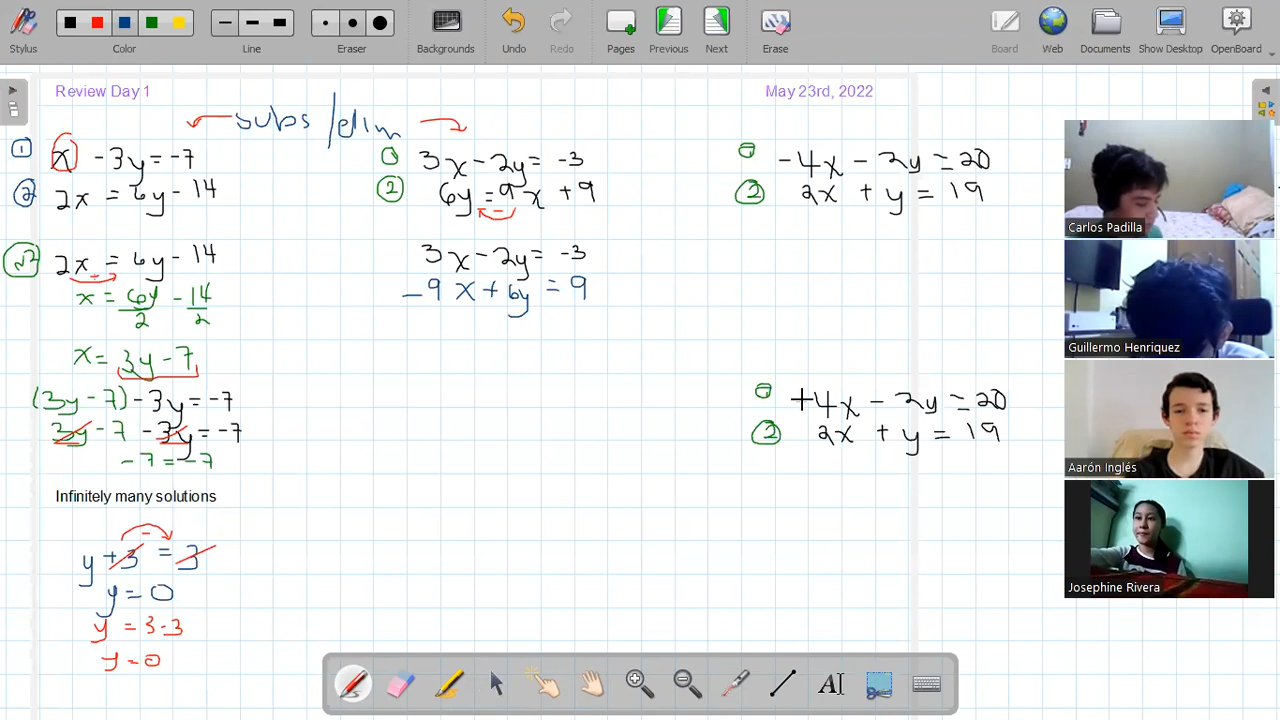 Stylus Color Line Eraser Backgrounds Undo Redo Pages Previous Next Erase Board Web Documents Show Desktop OpenBoard
Review Day 1
May 23rd, 2022
subs / elim
① x - 3y = -7
② 2x = 6y - 14
2x = 6y - 14
x = 6y/2 - 14/2
x = 3y - 7
(3y - 7) - 3y = -7
3y - 7 - 3y = -7
-7 = -7
Infinitely many solutions
y + 3 = 3
y = 0
y = 3 - 3
y = 0
① 3x - 2y = -3
② 6y = 9x + 9
3x - 2y = -3
-9x + 6y = 9
① -4x - 2y = 20
② 2x + y = 19
① +4x - 2y = 20
② 2x + y = 19
Carlos Padilla
Guillermo Henriquez
Aarón Inglés
Josephine Rivera